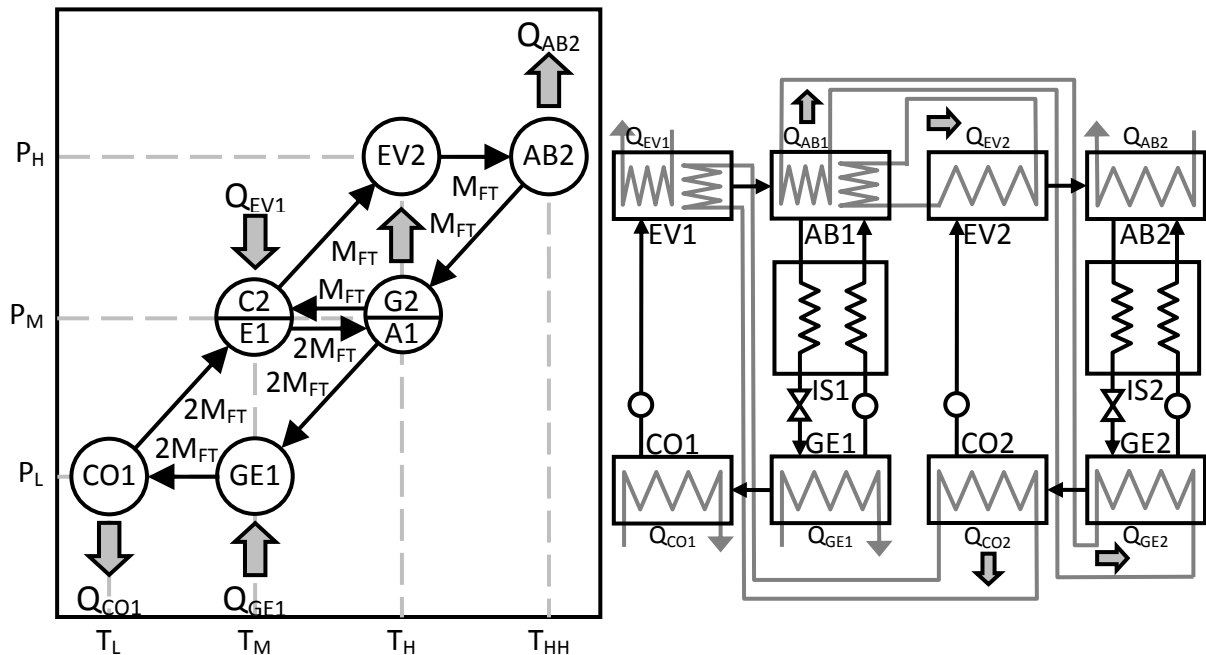 Q_AB2
P_H
EV2
AB2
M_FT
Q_EV1
M_FT
M_FT
C2
M_FT
G2
P_M
E1
A1
2M_FT
2M_FT
2M_FT
2M_FT
P_L
CO1
GE1
Q_CO1
Q_GE1
T_L
T_M
T_H
T_HH
Q_EV1
Q_AB1
Q_EV2
Q_AB2
EV1
AB1
EV2
AB2
IS1
IS2
CO1
GE1
CO2
GE2
Q_CO1
Q_GE1
Q_CO2
Q_GE2